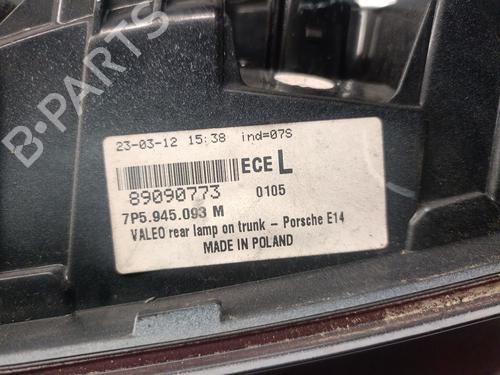 B-PARTS
23-03-12 15:38 ind=07S
ECE L
89090773 0105
7P5.945.093 M
VALEO rear lamp on trunk - Porsche E14
MADE IN POLAND